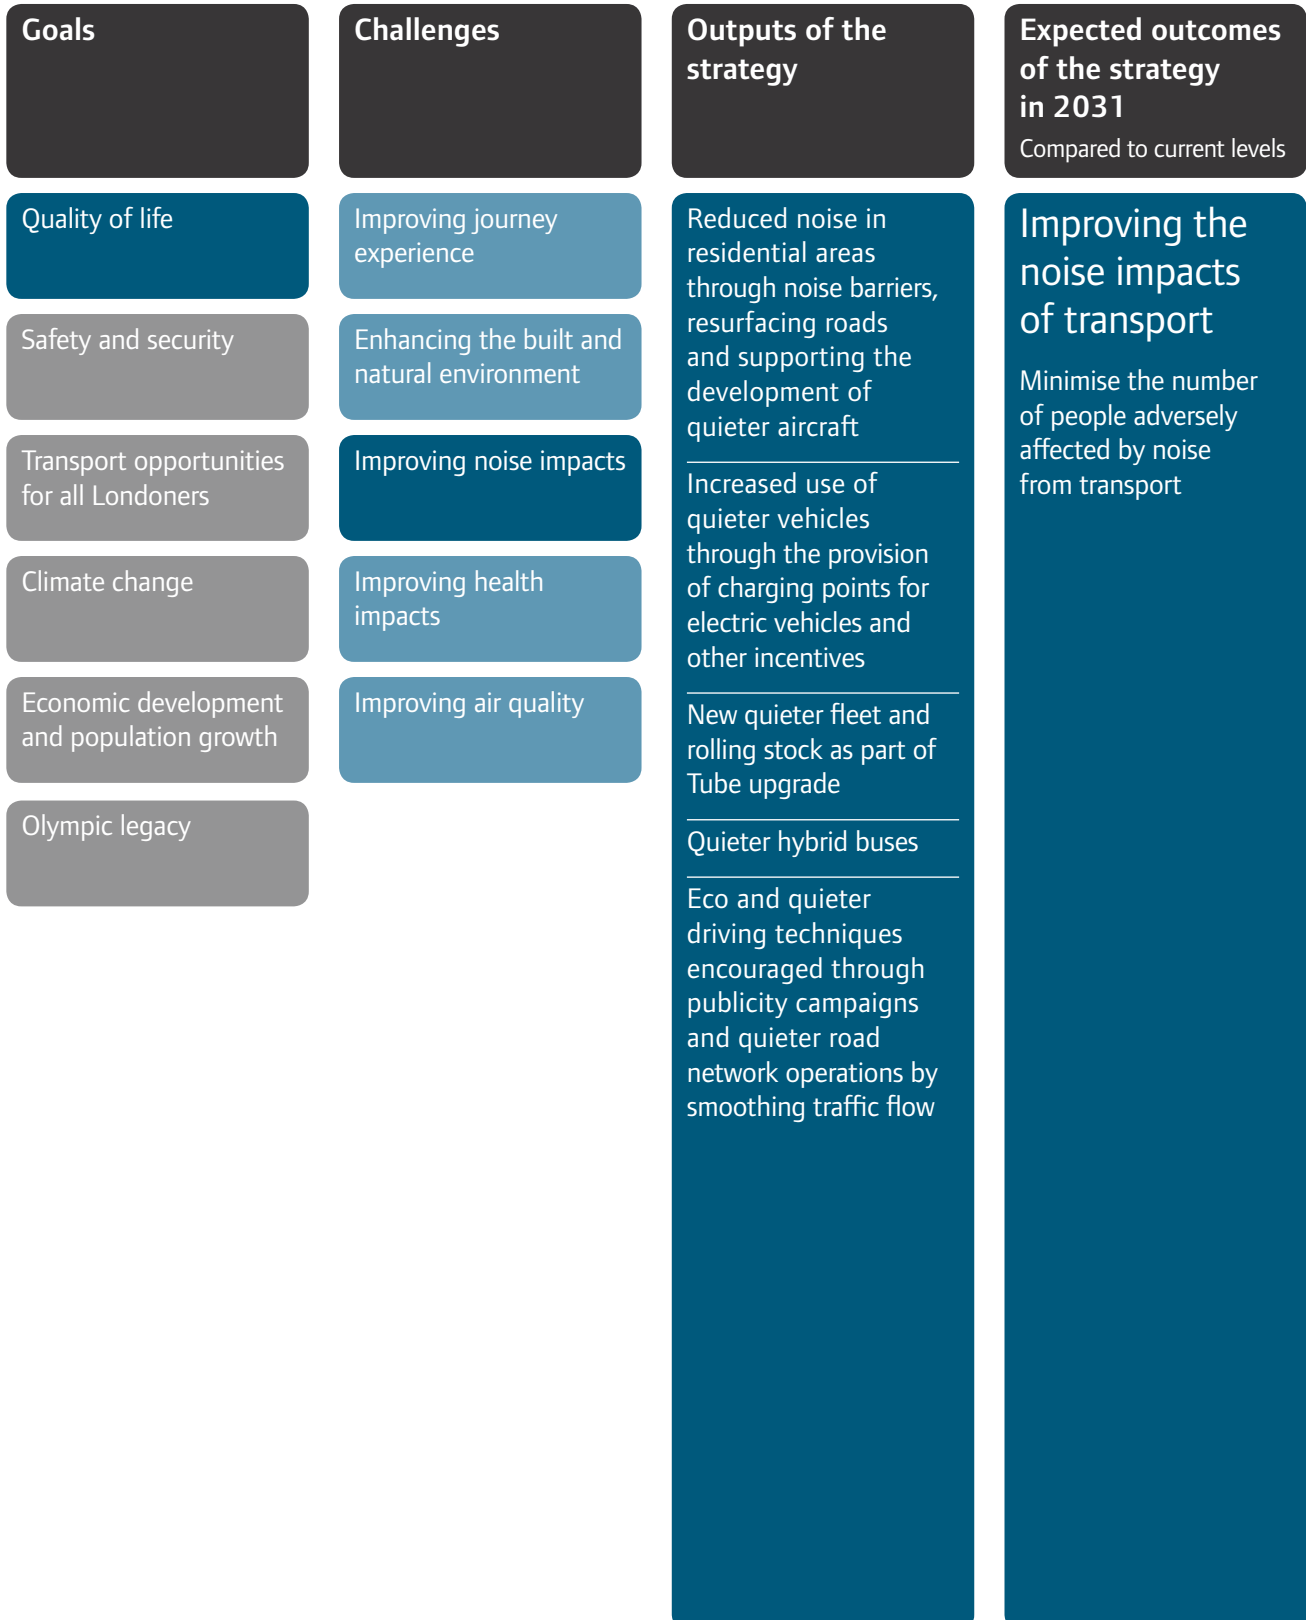 Goals
Quality of life
Safety and security
Transport opportunities
for all Londoners
Climate change
Economic development
and population growth
Olympic legacy
Challenges
Improving journey
experience
Enhancing the built and
natural environment
Improving noise impacts
Improving health
impacts
Improving air quality
Outputs of the
strategy
Reduced noise in
residential areas
through noise barriers,
resurfacing roads
and supporting the
development of
quieter aircraft
Increased use of
quieter vehicles
through the provision
of charging points for
electric vehicles and
other incentives
New quieter fleet and
rolling stock as part of
Tube upgrade
Quieter hybrid buses
Eco and quieter
driving techniques
encouraged through
publicity campaigns
and quieter road
network operations by
smoothing traffic flow
Expected outcomes
of the strategy
in 2031
Compared to current levels
Improving the
noise impacts
of transport
Minimise the number
of people adversely
affected by noise
from transport